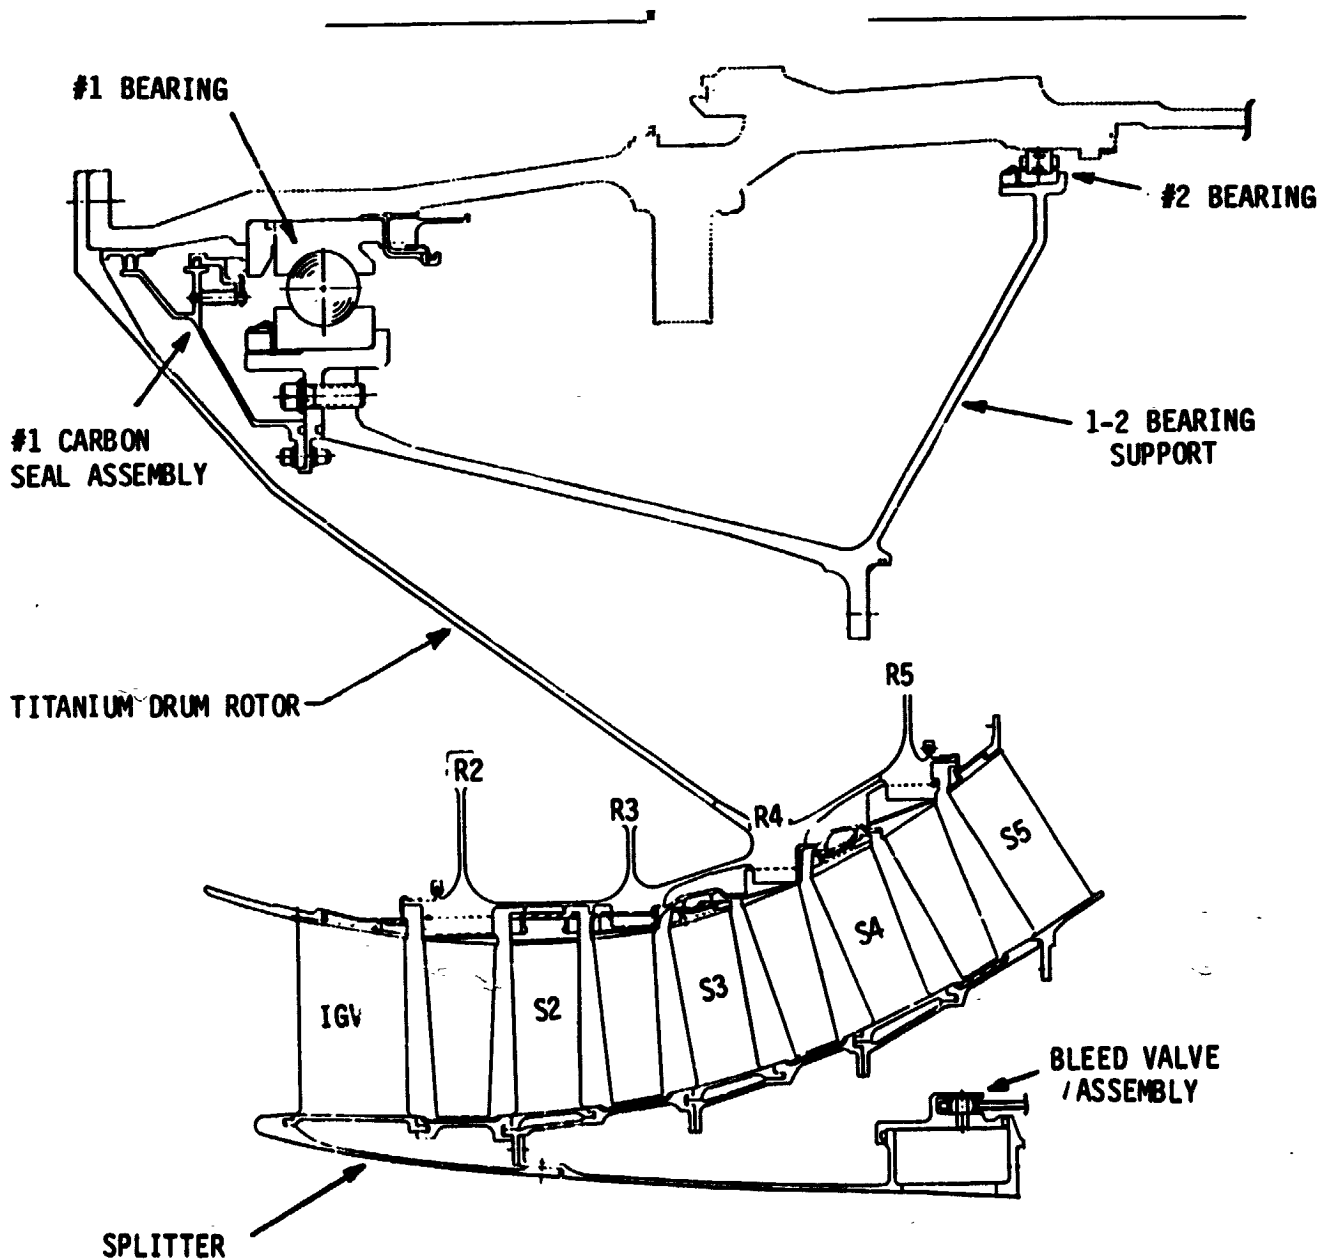 #1 BEARING
#2 BEARING
1-2 BEARING
SUPPORT
#1 CARBON
SEAL ASSEMBLY
TITANIUM DRUM ROTOR
R5
R2
R3
R4
S5
S4
S3
S2
IGV
BLEED VALVE
ASSEMBLY
SPLITTER